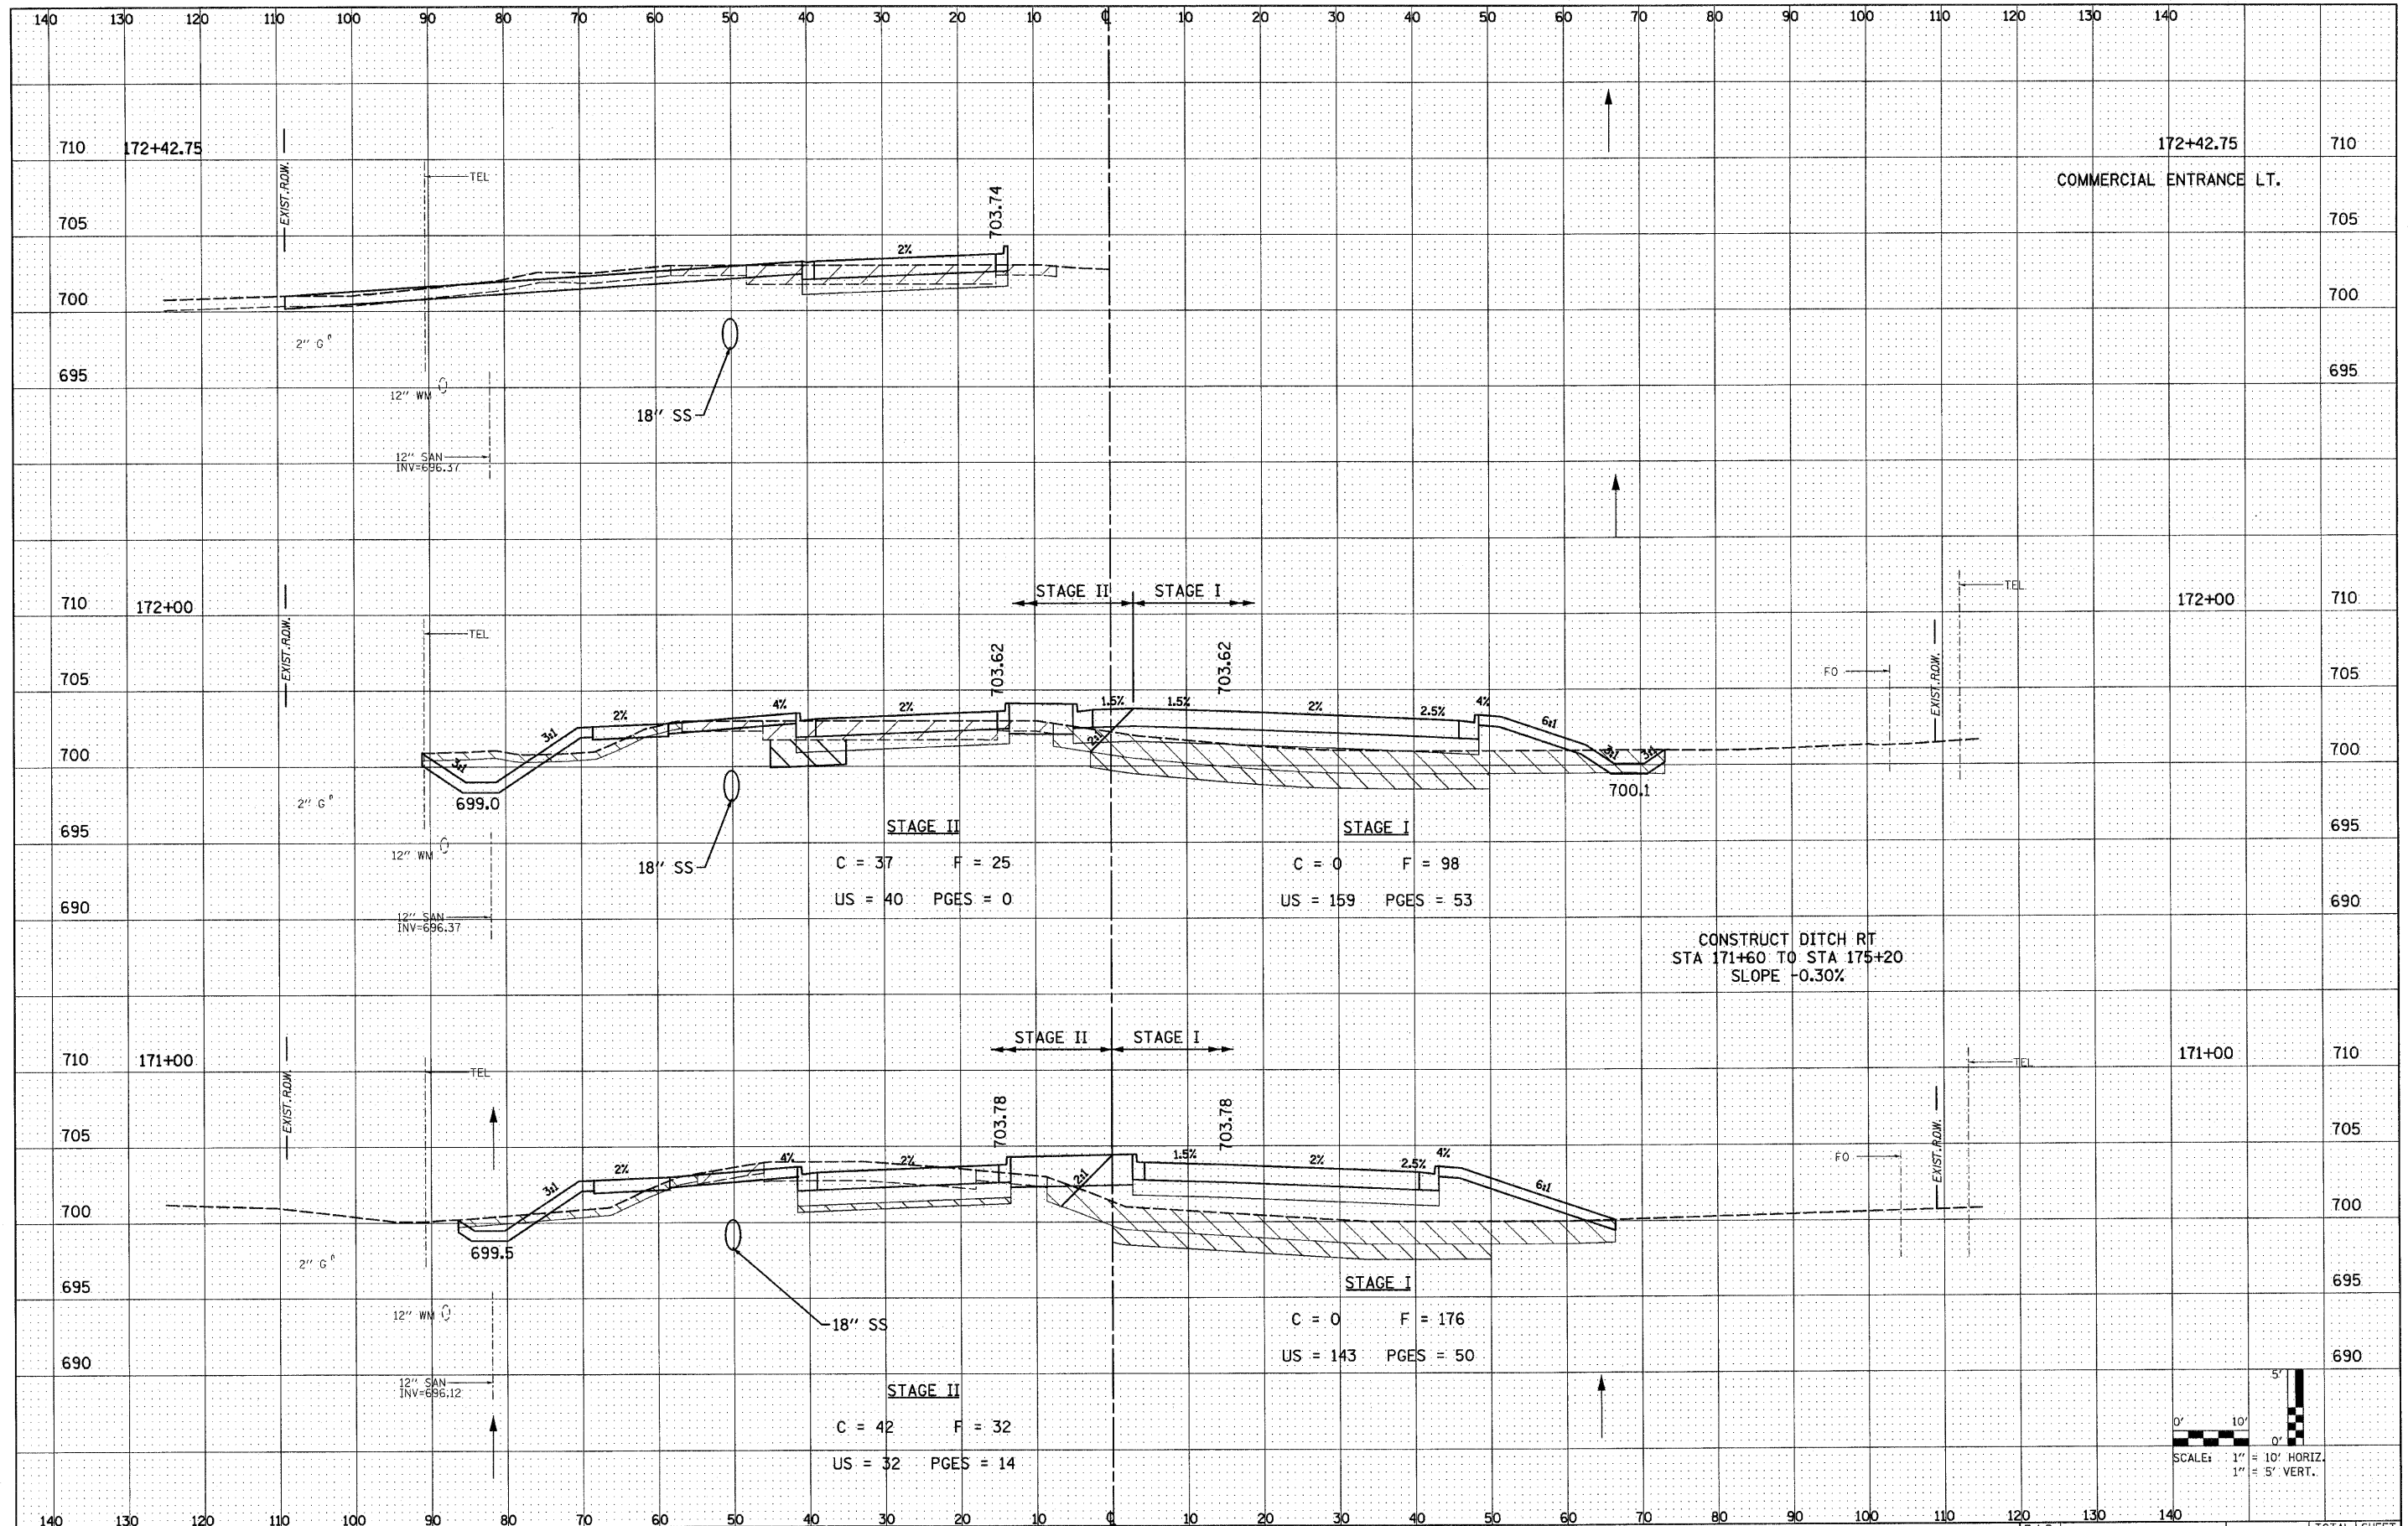 140 130 120 110 100 90 80 70 60 50 40 30 20 10 ℄ 10 20 30 40 50 60 70 80 90 100 110 120 130 140
710 172+42.75 172+42.75 710
EXIST. R.O.W.
TEL
COMMERCIAL ENTRANCE LT.
705 703.74 705
2%
700 700
2" G
695 695
12" WM
18" SS
12" SAN
INV=696.37
STAGE II STAGE I
TEL
710 172+00 172+00 710
EXIST. R.O.W.
TEL
703.62 703.62
FO
EXIST. R.O.W.
705 705
3:1 2% 4% 2% 1.5% 1.5% 2% 2.5% 4% 6:1
700 3:1 2:1 3:1 3:1 700
2" G
699.0 700.1
695 STAGE II STAGE I 695
12" WM
18" SS
C = 37 F = 25 C = 0 F = 98
US = 40 PGES = 0 US = 159 PGES = 53
690 690
12" SAN
INV=696.37
CONSTRUCT DITCH RT
STA 171+60 TO STA 175+20
SLOPE -0.30%
STAGE II STAGE I
710 171+00 171+00 710
TEL
EXIST. R.O.W.
TEL
703.78 703.78
705 705
FO
EXIST. R.O.W.
3:1 2% 4% 2% 2:1 1.5% 2% 2.5% 4% 6:1
700 700
699.5
2" G
695 STAGE I 695
12" WM
18" SS
C = 0 F = 176
US = 143 PGES = 50
690 690
12" SAN
INV=696.12
STAGE II
C = 42 F = 32
US = 32 PGES = 14
5'
0' 10'
0'
SCALE: 1" = 10' HORIZ.
1" = 5' VERT.
140 130 120 110 100 90 80 70 60 50 40 30 20 10 ℄ 10 20 30 40 50 60 70 80 90 100 110 120 130 140
TOTAL SHEET